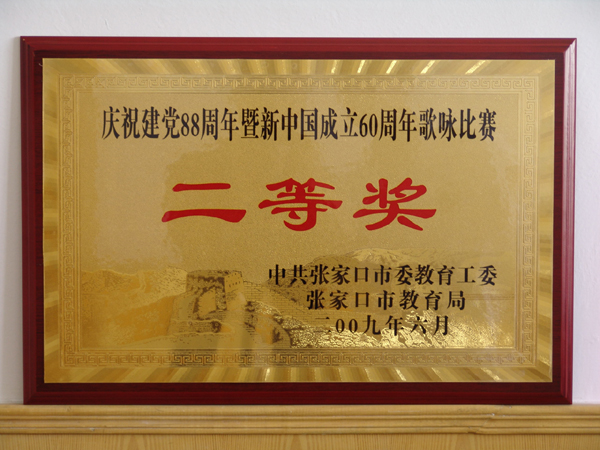 庆祝建党88周年暨新中国成立60周年歌咏比赛
二等奖
中共张家口市委教育工委
张家口市教育局
二00九年六月